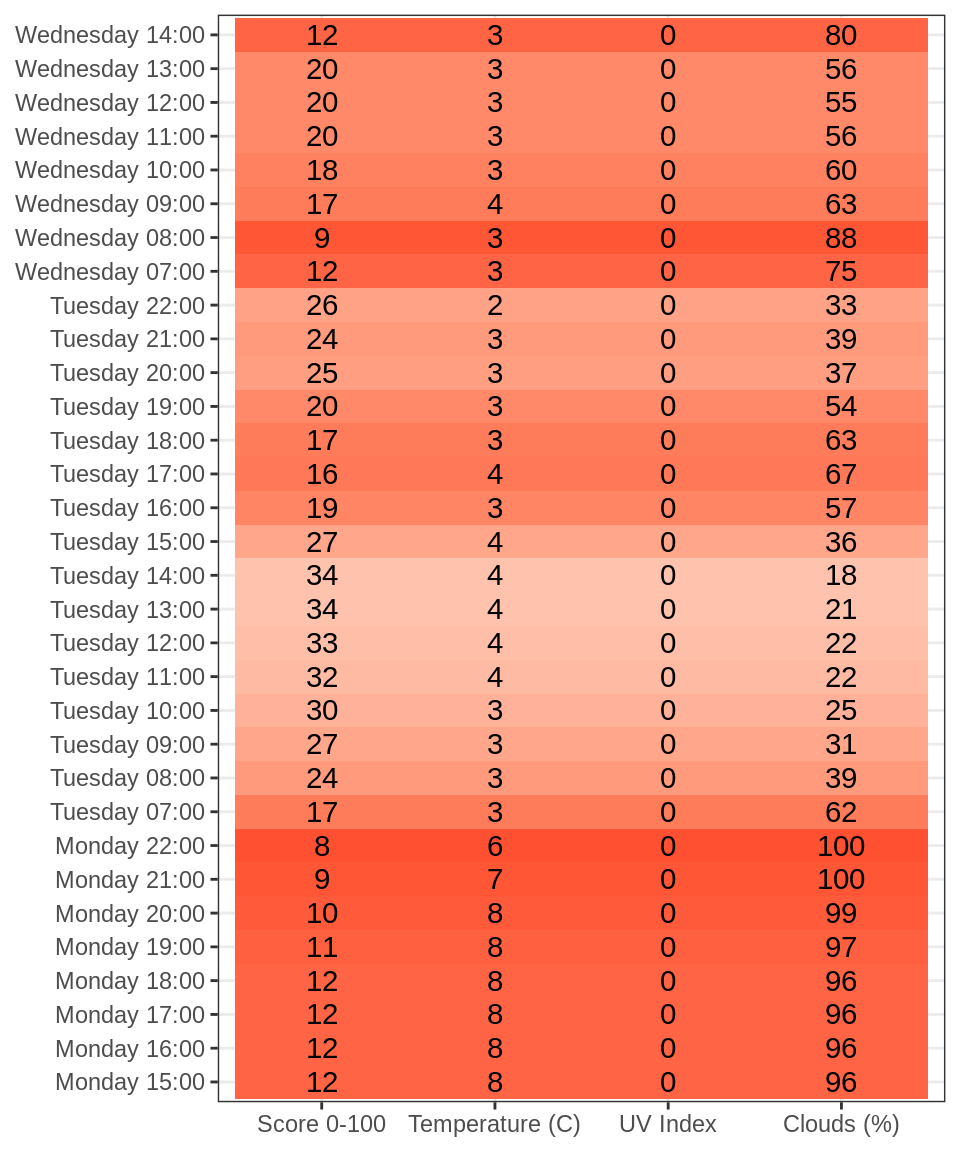 Wednesday 14:00 12 3 0 80
Wednesday 13:00 20 3 0 56
Wednesday 12:00 20 3 0 55
Wednesday 11:00 20 3 0 56
Wednesday 10:00 18 3 0 60
Wednesday 09:00 17 4 0 63
Wednesday 08:00 9 3 0 88
Wednesday 07:00 12 3 0 75
Tuesday 22:00 26 2 0 33
Tuesday 21:00 24 3 0 39
Tuesday 20:00 25 3 0 37
Tuesday 19:00 20 3 0 54
Tuesday 18:00 17 3 0 63
Tuesday 17:00 16 4 0 67
Tuesday 16:00 19 3 0 57
Tuesday 15:00 27 4 0 36
Tuesday 14:00 34 4 0 18
Tuesday 13:00 34 4 0 21
Tuesday 12:00 33 4 0 22
Tuesday 11:00 32 4 0 22
Tuesday 10:00 30 3 0 25
Tuesday 09:00 27 3 0 31
Tuesday 08:00 24 3 0 39
Tuesday 07:00 17 3 0 62
Monday 22:00 8 6 0 100
Monday 21:00 9 7 0 100
Monday 20:00 10 8 0 99
Monday 19:00 11 8 0 97
Monday 18:00 12 8 0 96
Monday 17:00 12 8 0 96
Monday 16:00 12 8 0 96
Monday 15:00 12 8 0 96
Score 0-100 Temperature (C) UV Index Clouds (%)